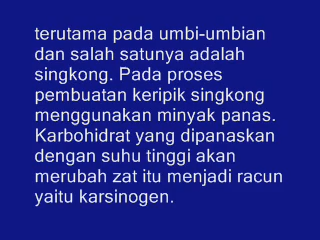 terutama pada umbi-umbian
dan salah satunya adalah
singkong. Pada proses
pembuatan keripik singkong
menggunakan minyak panas.
Karbohidrat yang dipanaskan
dengan suhu tinggi akan
merubah zat itu menjadi racun
yaitu karsinogen.